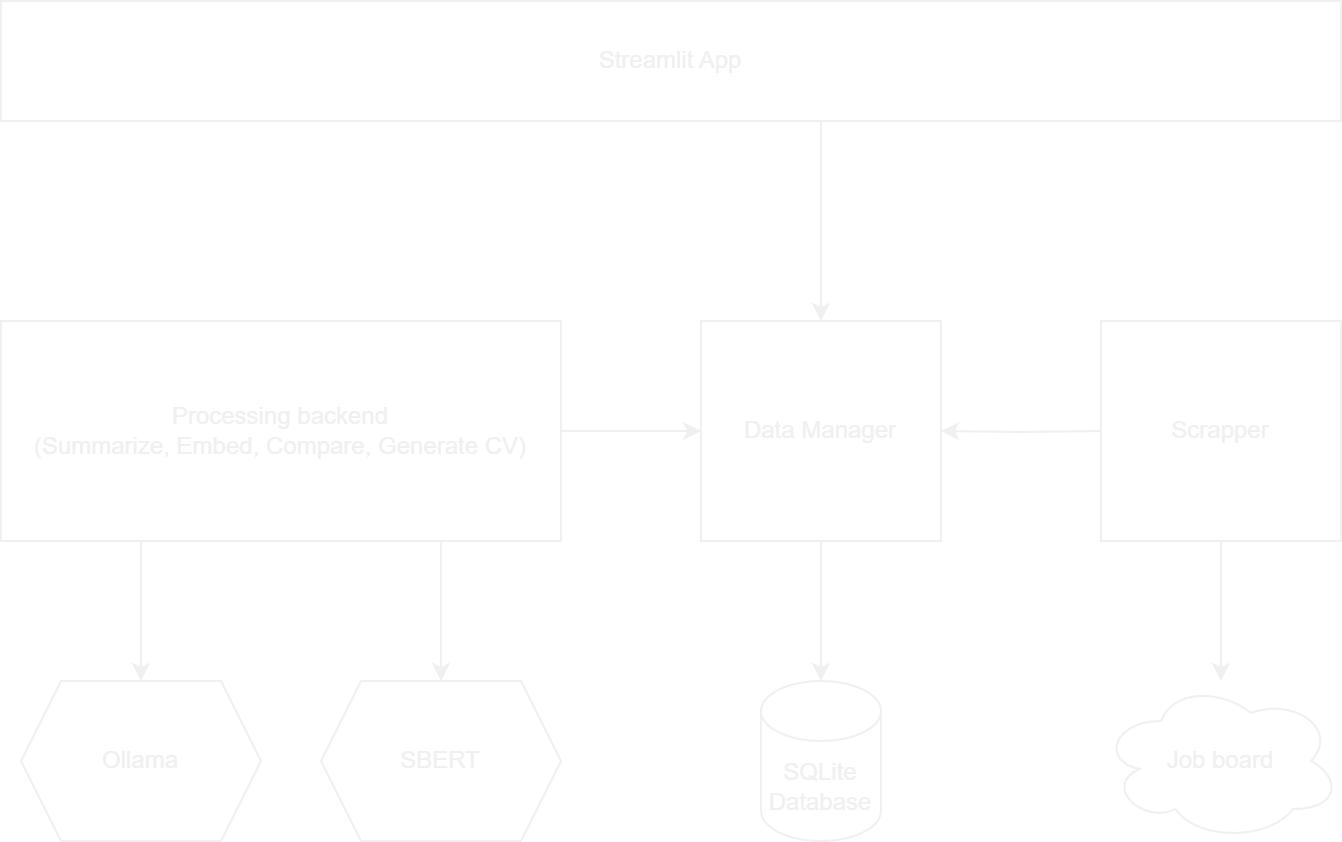 Streamlit App
Processing backend
(Summarize, Embed, Compare, Generate CV)
Data Manager
Scrapper
Ollama
SBERT
SQLite
Database
Job board